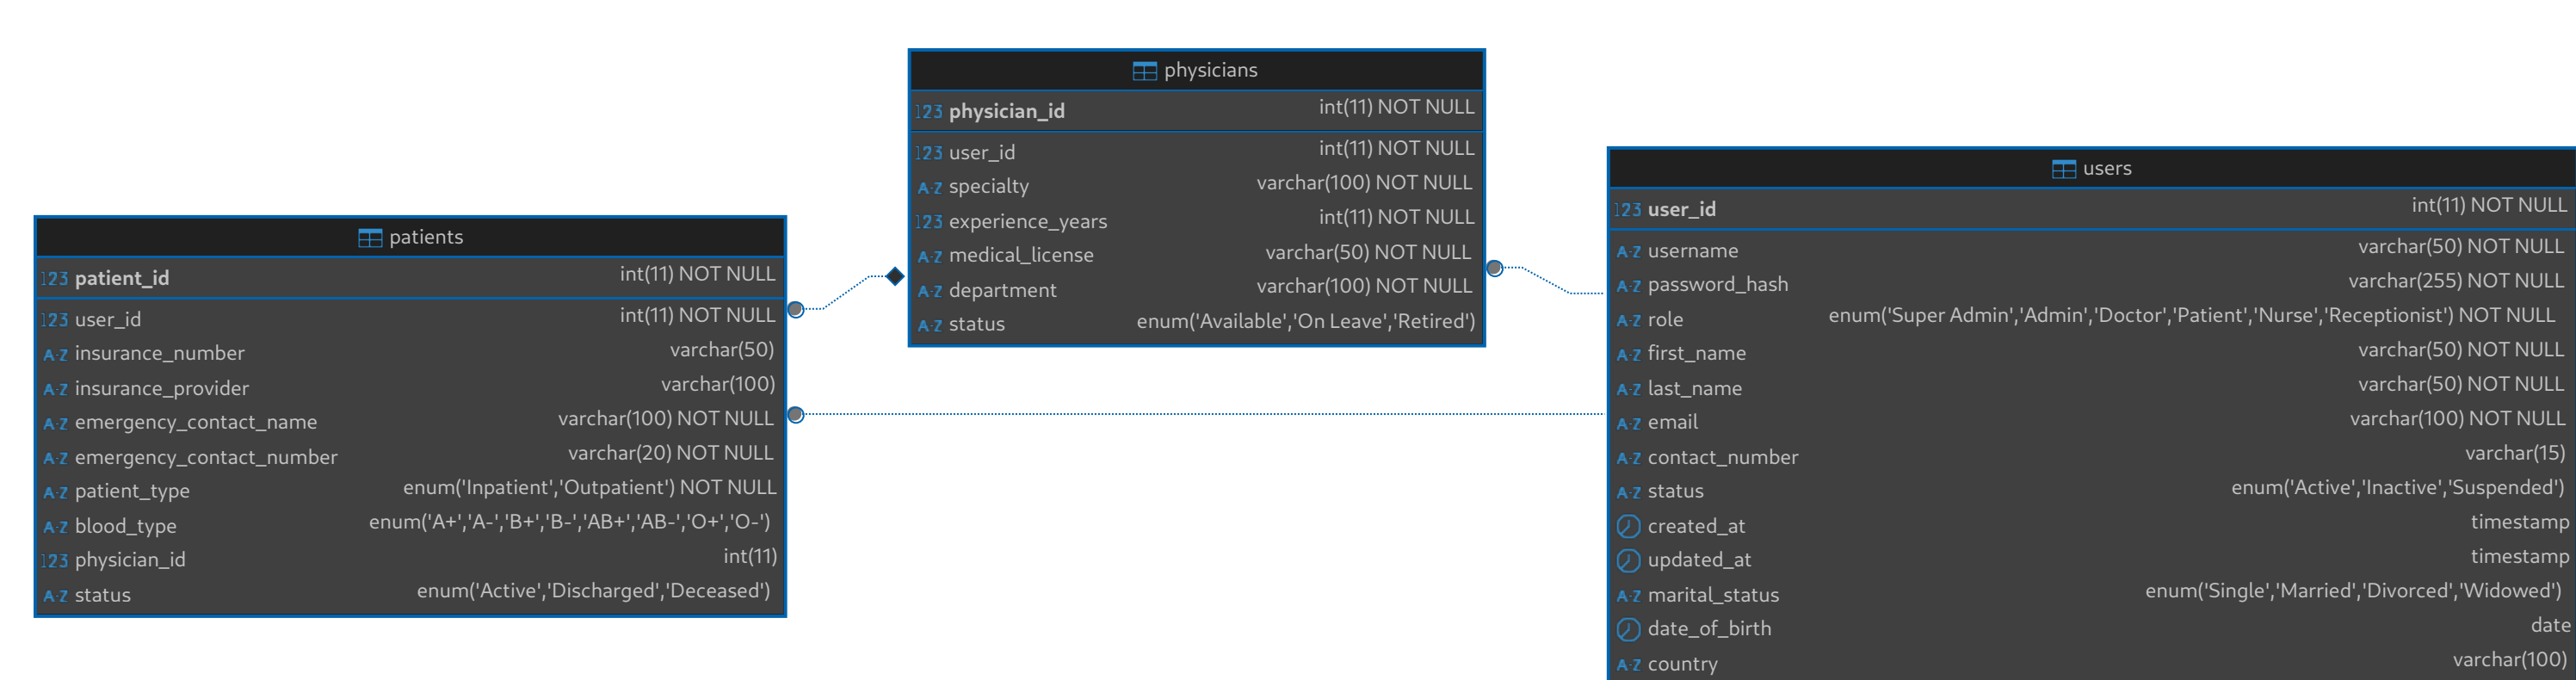 physicians
123 physician_id int(11) NOT NULL
123 user_id int(11) NOT NULL
A-Z specialty varchar(100) NOT NULL
123 experience_years int(11) NOT NULL
A-Z medical_license varchar(50) NOT NULL
A-Z department varchar(100) NOT NULL
A-Z status enum('Available','On Leave','Retired')
patients
123 patient_id int(11) NOT NULL
123 user_id int(11) NOT NULL
A-Z insurance_number varchar(50)
A-Z insurance_provider varchar(100)
A-Z emergency_contact_name varchar(100) NOT NULL
A-Z emergency_contact_number varchar(20) NOT NULL
A-Z patient_type enum('Inpatient','Outpatient') NOT NULL
A-Z blood_type enum('A+','A-','B+','B-','AB+','AB-','O+','O-')
123 physician_id int(11)
A-Z status enum('Active','Discharged','Deceased')
users
123 user_id int(11) NOT NULL
A-Z username varchar(50) NOT NULL
A-Z password_hash varchar(255) NOT NULL
A-Z role enum('Super Admin','Admin','Doctor','Patient','Nurse','Receptionist') NOT NULL
A-Z first_name varchar(50) NOT NULL
A-Z last_name varchar(50) NOT NULL
A-Z email varchar(100) NOT NULL
A-Z contact_number varchar(15)
A-Z status enum('Active','Inactive','Suspended')
created_at timestamp
updated_at timestamp
A-Z marital_status enum('Single','Married','Divorced','Widowed')
date_of_birth date
A-Z country varchar(100)